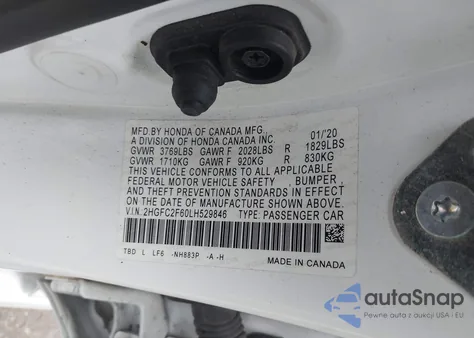 MFD.BY HONDA OF CANADA MFG. 01/'20
A DIVISION OF HONDA CANADA INC.
GVWR 3769LBS GAWR F 2028LBS R 1829LBS
GVWR 1710KG GAWR F 920KG R 830KG
THIS VEHICLE CONFORMS TO ALL APPLICABLE
FEDERAL MOTOR VEHICLE SAFETY, BUMPER,
AND THEFT PREVENTION STANDARDS IN EFFECT
ON THE DATE OF MANUFACTURE SHOWN ABOVE.
V.I.N.:2HGFC2F60LH529846 TYPE: PASSENGER CAR
TBD L LF6 -NH883P -A -H
MADE IN CANADA
autoSnap
Pewne auta z USA i EU